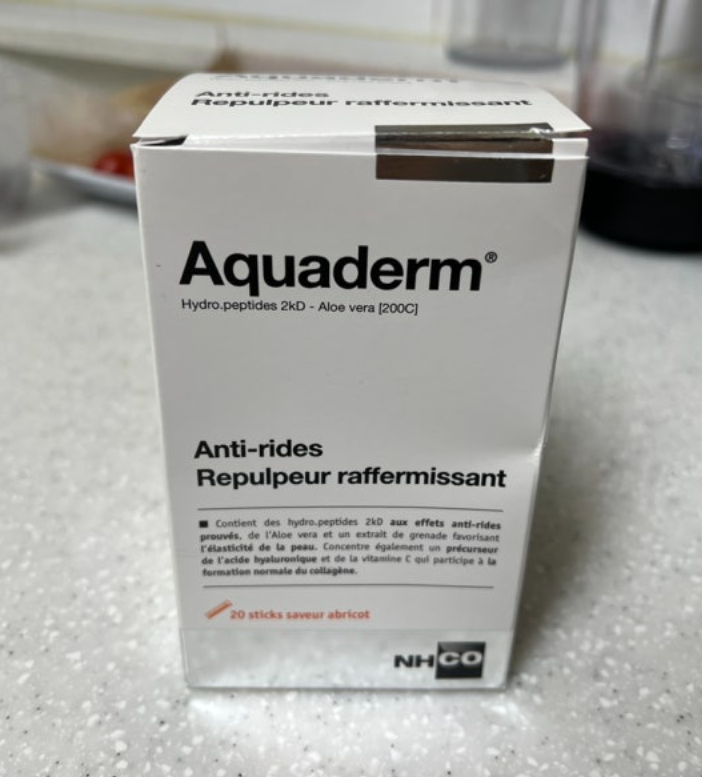 Aquaderm
Anti-rides
Repulpeur raffermissant
Aquaderm®
Hydro.peptides 2kD - Aloe vera [200C]
Anti-rides
Repulpeur raffermissant
Contient des hydro.peptides 2kD aux effets anti-rides
prouvés, de l'Aloe vera et un extrait de grenade favorisant
l'élasticité de la peau. Concentre également un précurseur
de l'acide hyaluronique et de la vitamine C qui participe à la
formation normale du collagène.
20 sticks saveur abricot
NHCO